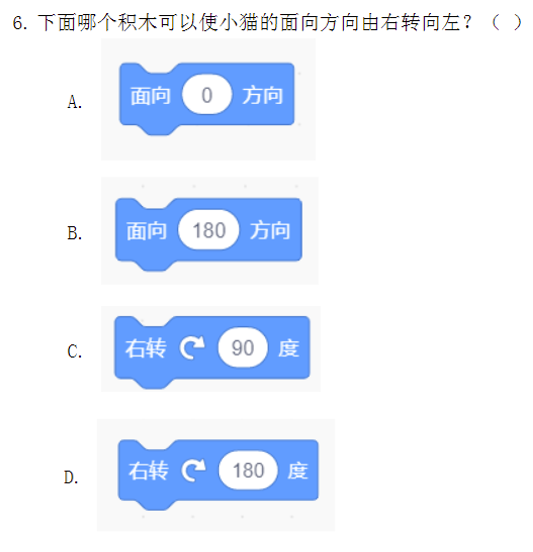 6. 下面哪个积木可以使小猫的面向方向由右转向左？（ ）
A. 面向 0 方向
B. 面向 180 方向
C. 右转 90 度
D. 右转 180 度